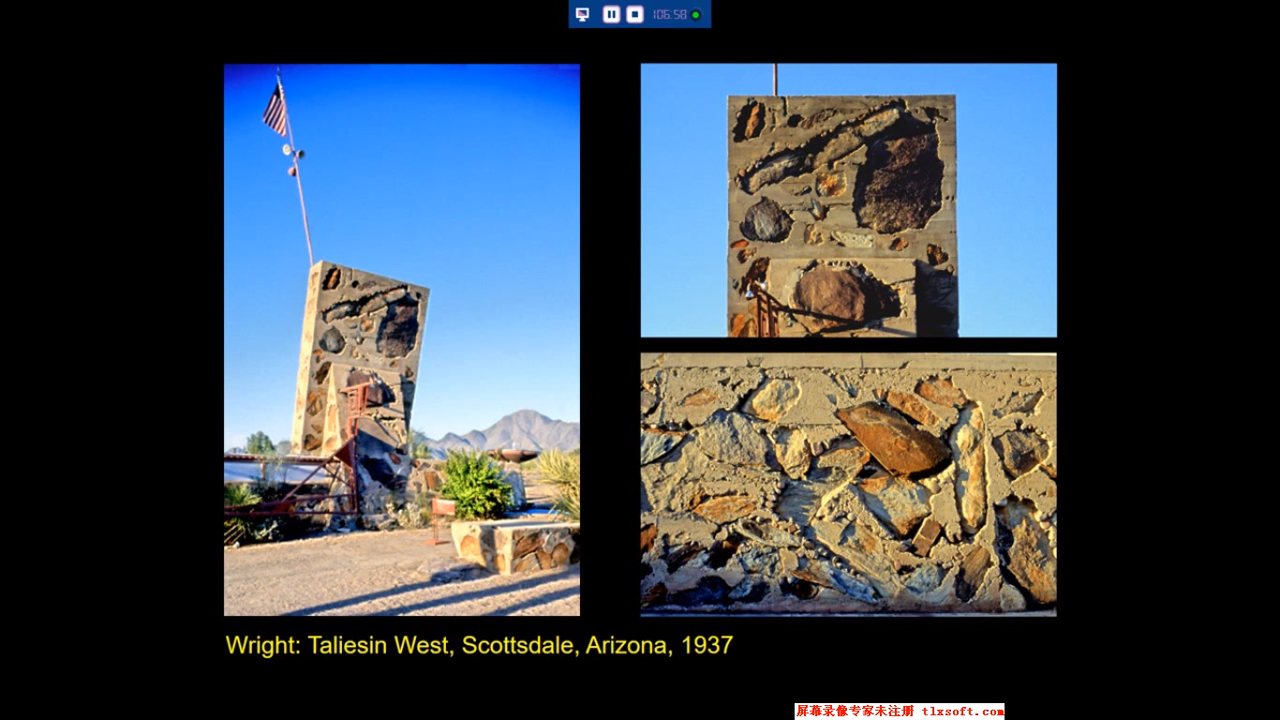 106:58
Wright: Taliesin West, Scottsdale, Arizona, 1937
屏幕录像专家未注册 tlxsoft.com